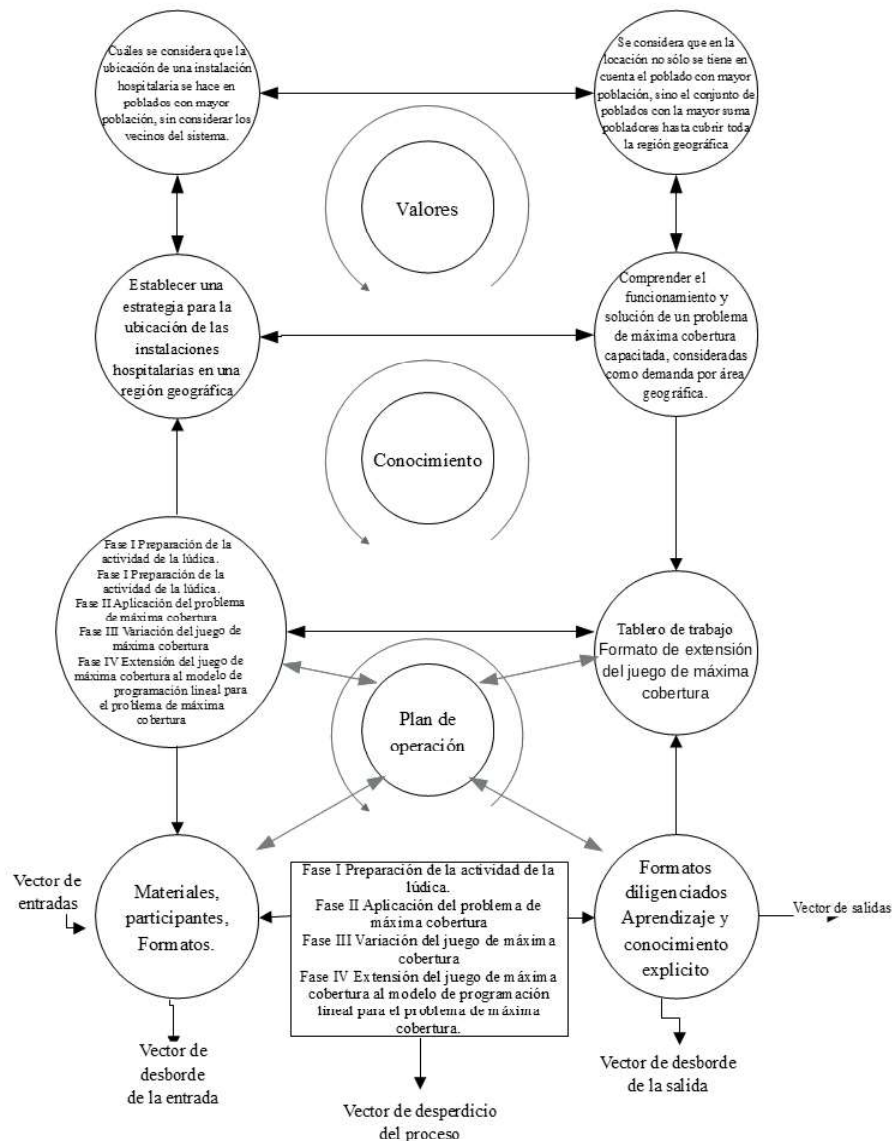 Cuáles se considera que la
ubicación de una instalación
hospitalaria se hace en
poblados con mayor
población, sin considerar los
vecinos del sistema.
Se considera que en la
locación no sólo se tiene en
cuenta el poblado con mayor
población, sino el conjunto de
poblados con la mayor suma
pobladores hasta cubrir toda
la región geográfica
Valores
Establecer una
estrategia para la
ubicación de las
instalaciones
hospitalarias en una
región geográfica
Comprender el
funcionamiento y
solución de un problema
de máxima cobertura
capacitada, consideradas
como demanda por área
geográfica.
Conocimiento
Fase I Preparación de la
actividad de la lúdica.
Fase I Preparación de la
actividad de la lúdica.
Fase II Aplicación del problema
de máxima cobertura
Fase III Variación del juego de
máxima cobertura
Fase IV Extensión del juego de
máxima cobertura al modelo de
programación lineal para
el problema de máxima
cobertura
Tablero de trabajo
Formato de extensión
del juego de máxima
cobertura
Plan de
operación
Vector de
entradas
Materiales,
participantes,
Formatos.
Fase I Preparación de la actividad de la
lúdica.
Fase II Aplicación del problema de
máxima cobertura
Fase III Variación del juego de máxima
cobertura
Fase IV Extensión del juego de máxima
cobertura al modelo de programación
lineal para el problema de máxima
cobertura.
Formatos
diligenciados
Aprendizaje y
conocimiento
explicito
Vector de salidas
Vector de
desborde
de la entrada
Vector de desperdicio
del proceso
Vector de desborde
de la salida